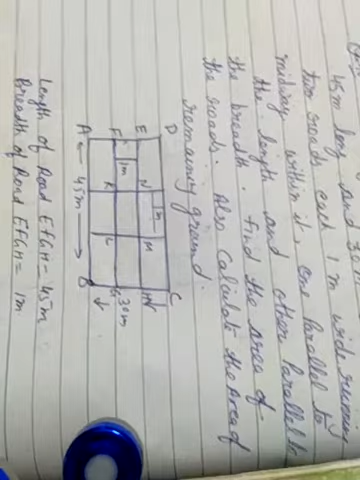 45m long and 30m
two roads each 1m wide running
midway within it, one parallel to
the length and other parallel to
the breadth. Find the area of
the roads. Also Calculate the Area of
remaining ground.
D C
E N M H
1m 1m
F K L G 30m
A 45m B
Length of Road EFGH = 45m
Breadth of Road EFGH = 1m